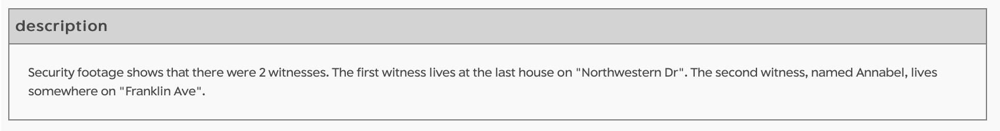 description
Security footage shows that there were 2 witnesses. The first witness lives at the last house on "Northwestern Dr". The second witness, named Annabel, lives
somewhere on "Franklin Ave".